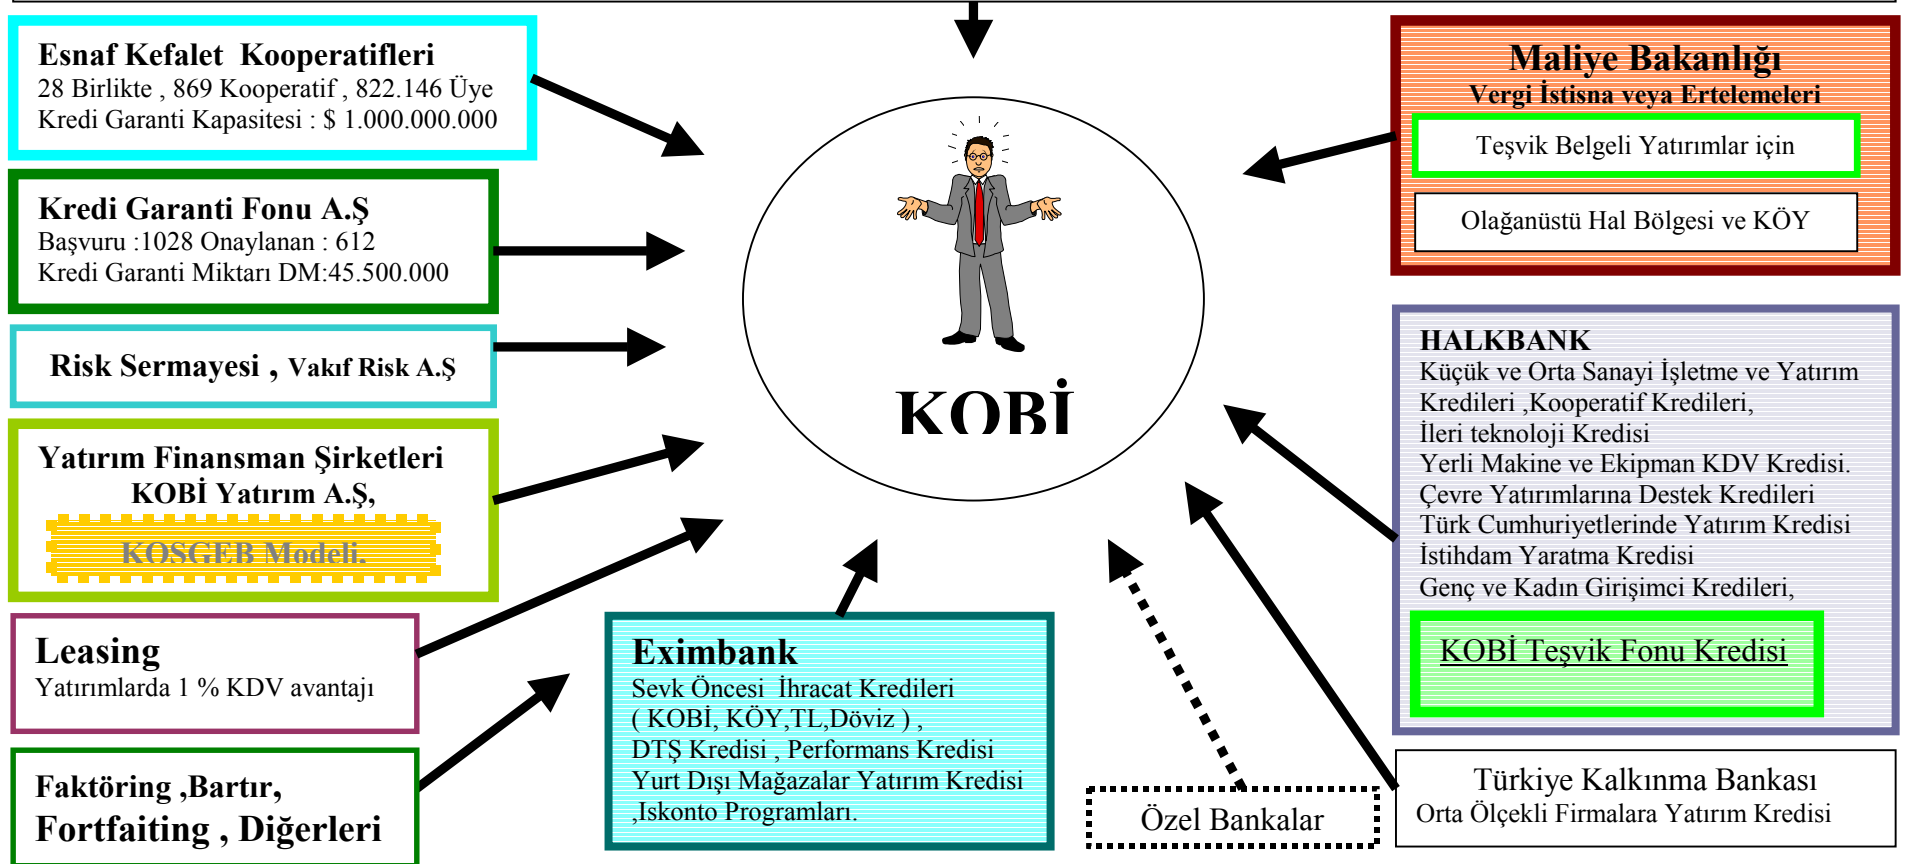 Esnaf Kefalet Kooperatifleri
28 Birlikte , 869 Kooperatif , 822.146 Üye
Kredi Garanti Kapasitesi : $ 1.000.000.000
Kredi Garanti Fonu A.Ş
Başvuru :1028 Onaylanan : 612
Kredi Garanti Miktarı DM:45.500.000
Risk Sermayesi , Vakıf Risk A.Ş
Yatırım Finansman Şirketleri
KOBİ Yatırım A.Ş,
KOSGEB Modeli,
Leasing
Yatırımlarda 1 % KDV avantajı
Faktöring ,Bartır,
Fortfaiting , Diğerleri
KOBİ
Eximbank
Sevk Öncesi İhracat Kredileri
( KOBİ, KÖY,TL,Döviz ) ,
DTŞ Kredisi , Performans Kredisi
Yurt Dışı Mağazalar Yatırım Kredisi
,Iskonto Programları.
Özel Bankalar
Maliye Bakanlığı
Vergi İstisna veya Ertelemeleri
Teşvik Belgeli Yatırımlar için
Olağanüstü Hal Bölgesi ve KÖY
HALKBANK
Küçük ve Orta Sanayi İşletme ve Yatırım
Kredileri ,Kooperatif Kredileri,
İleri teknoloji Kredisi
Yerli Makine ve Ekipman KDV Kredisi.
Çevre Yatırımlarına Destek Kredileri
Türk Cumhuriyetlerinde Yatırım Kredisi
İstihdam Yaratma Kredisi
Genç ve Kadın Girişimci Kredileri,
KOBİ Teşvik Fonu Kredisi
Türkiye Kalkınma Bankası
Orta Ölçekli Firmalara Yatırım Kredisi